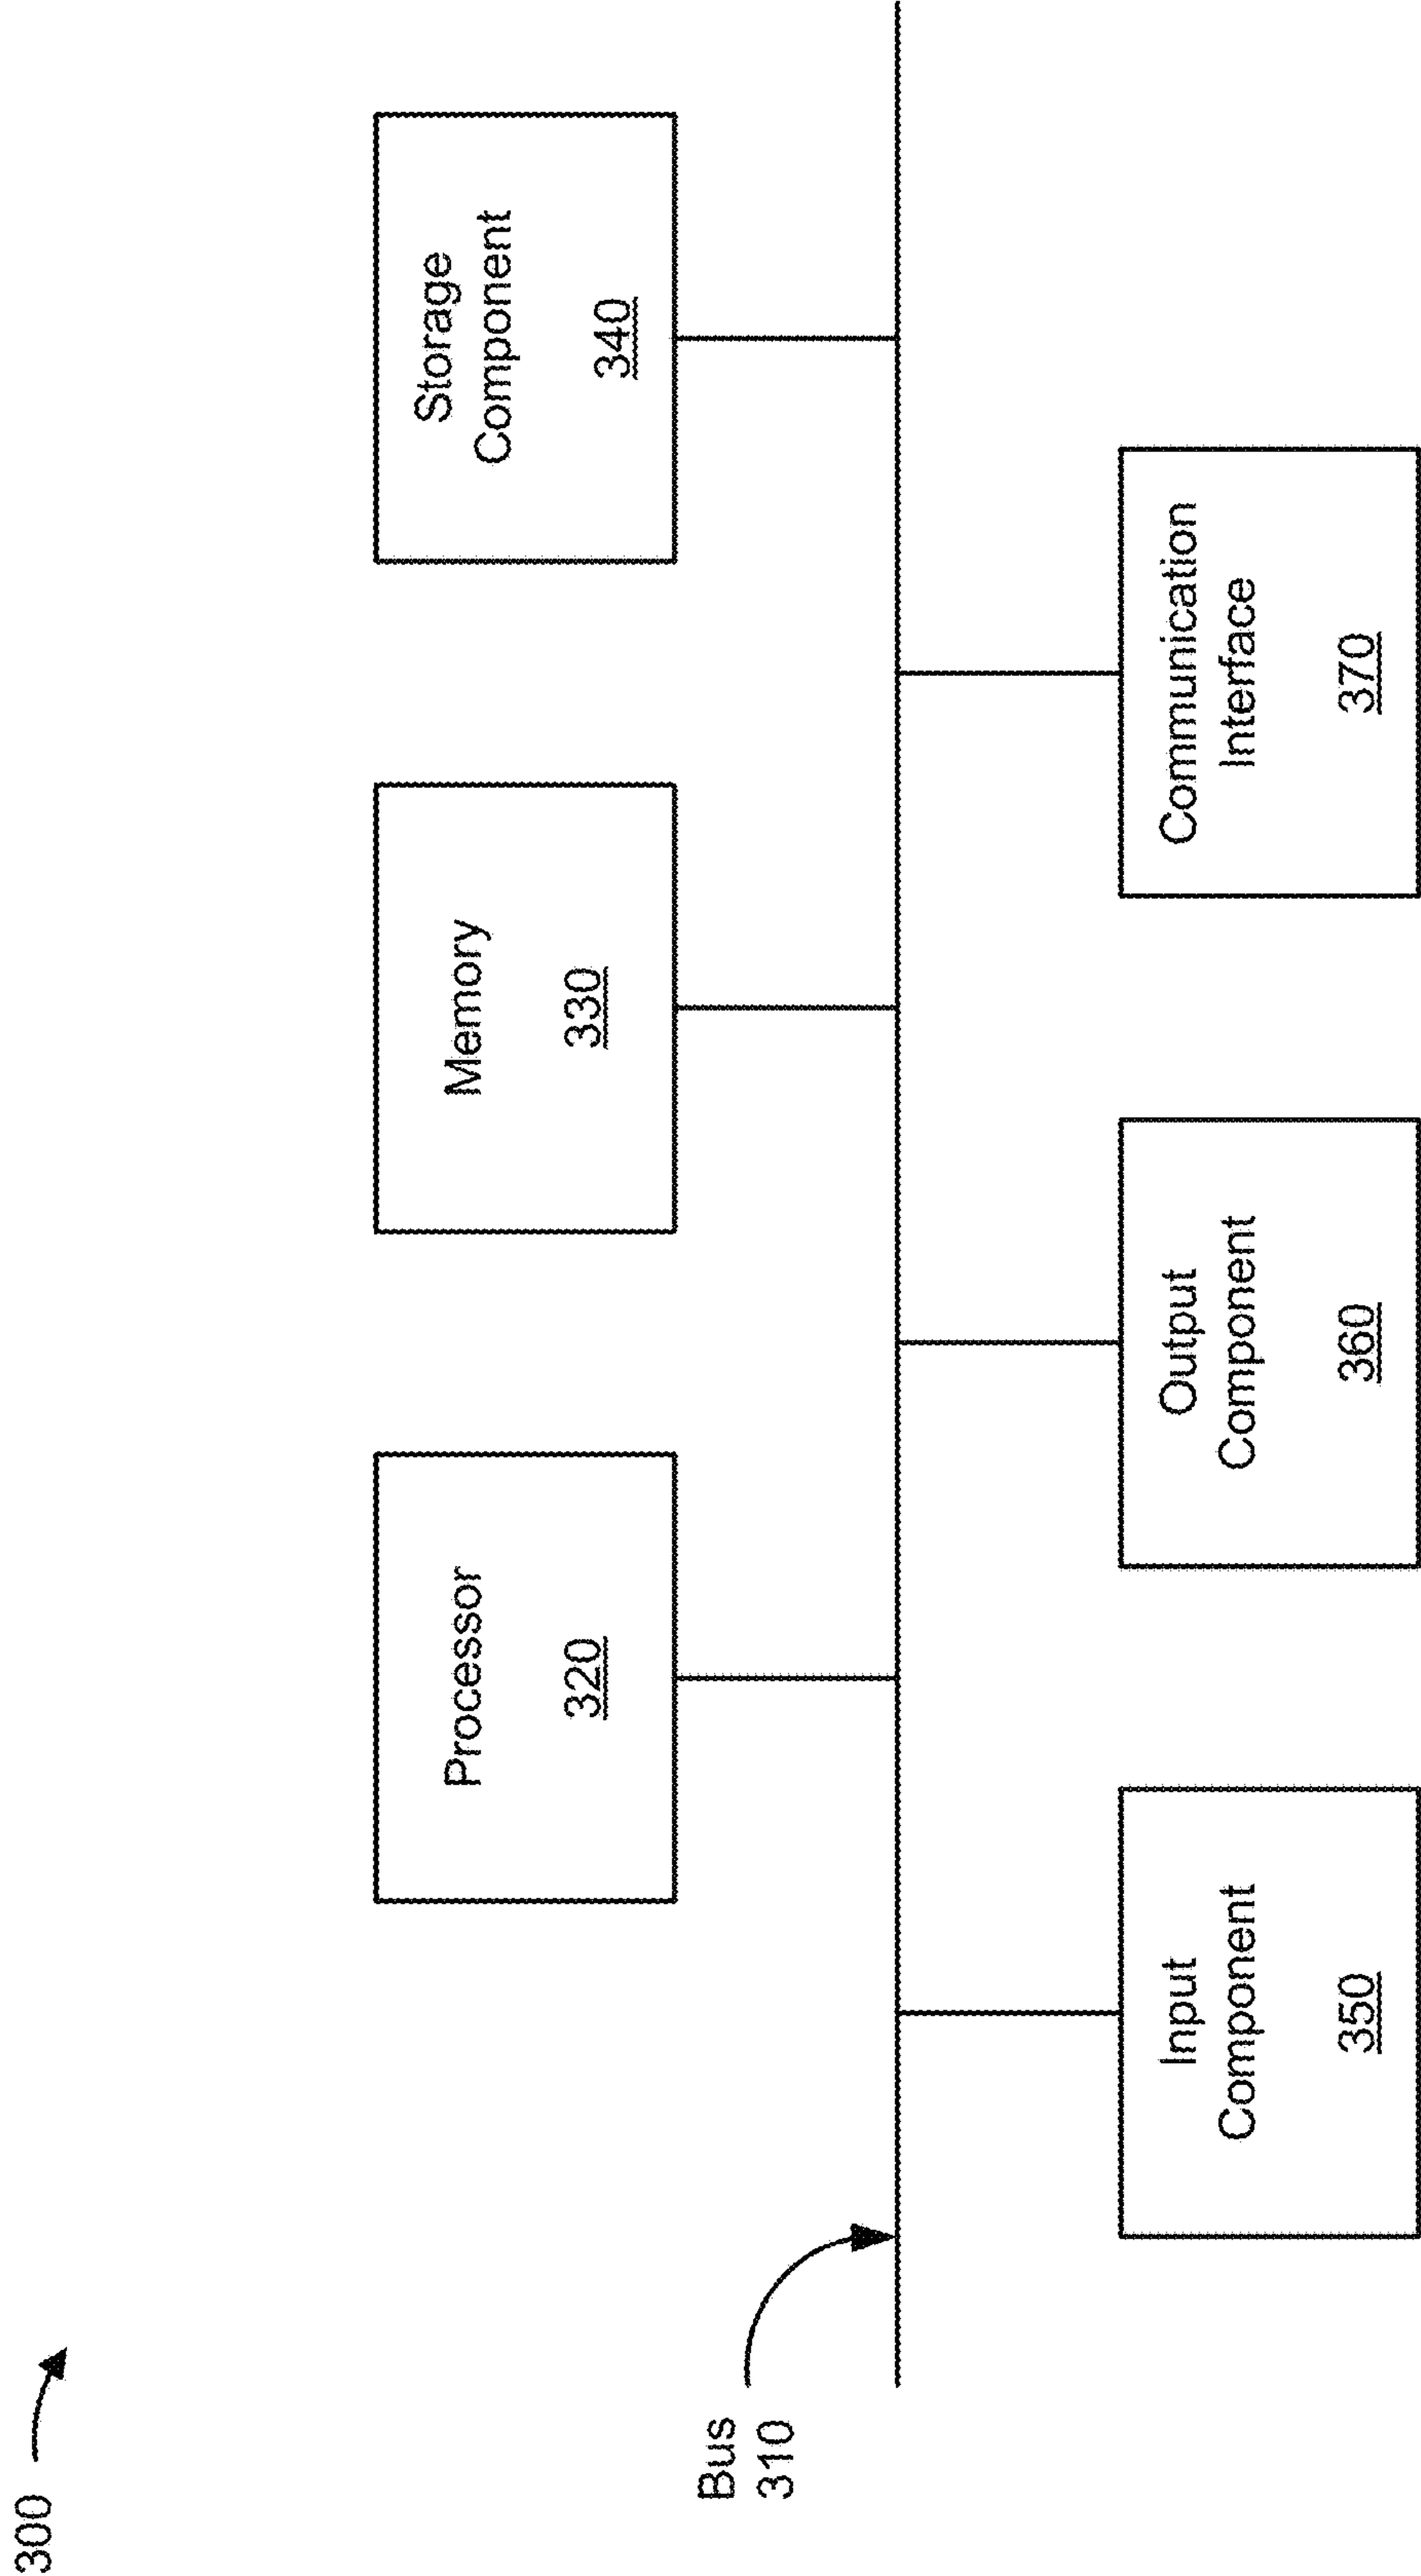 300
Processor
320
Memory
330
Storage
Component
340
Bus
310
Input
Component
350
Output
Component
360
Communication
Interface
370